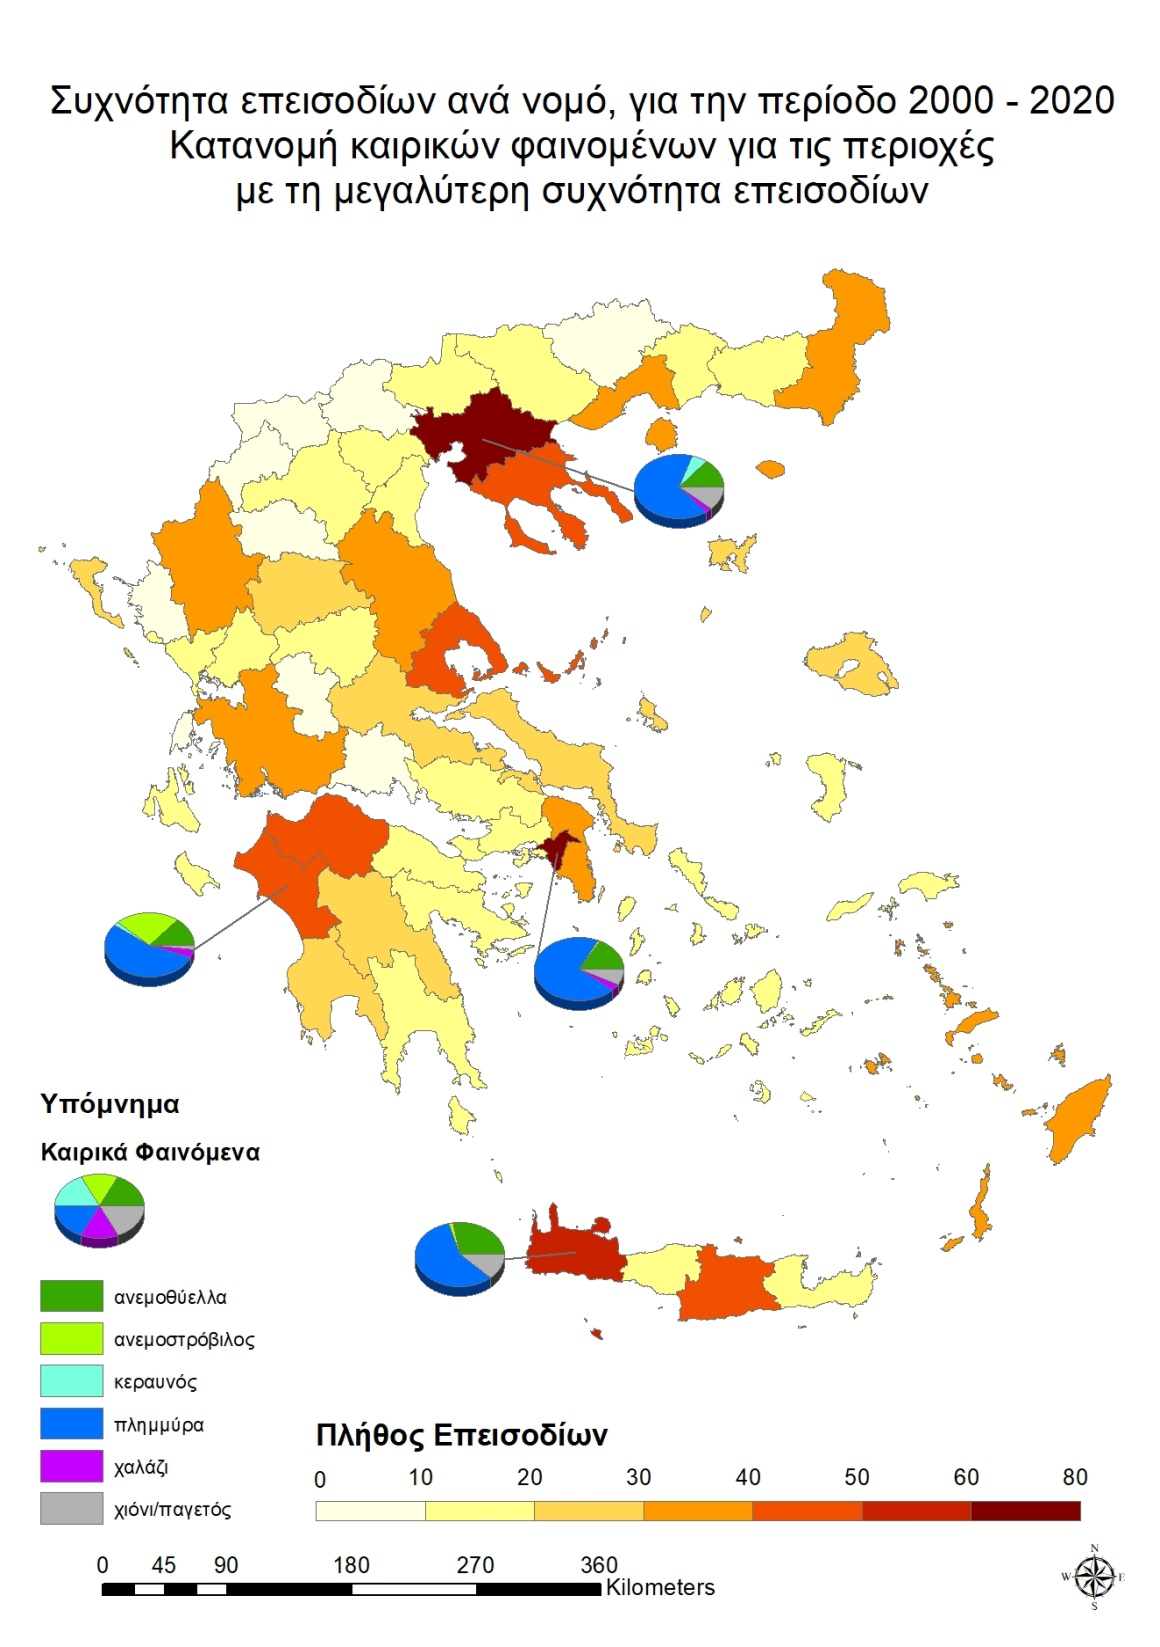 Συχνότητα επεισοδίων ανά νομό, για την περίοδο 2000 - 2020
Κατανομή καιρικών φαινομένων για τις περιοχές
με τη μεγαλύτερη συχνότητα επεισοδίων
Υπόμνημα
Καιρικά Φαινόμενα
ανεμοθύελλα
ανεμοστρόβιλος
κεραυνός
πλημμύρα
χαλάζι
χιόνι/παγετός
Πλήθος Επεισοδίων
0 10 20 30 40 50 60 80
0 45 90 180 270 360
Kilometers
N
W E
S